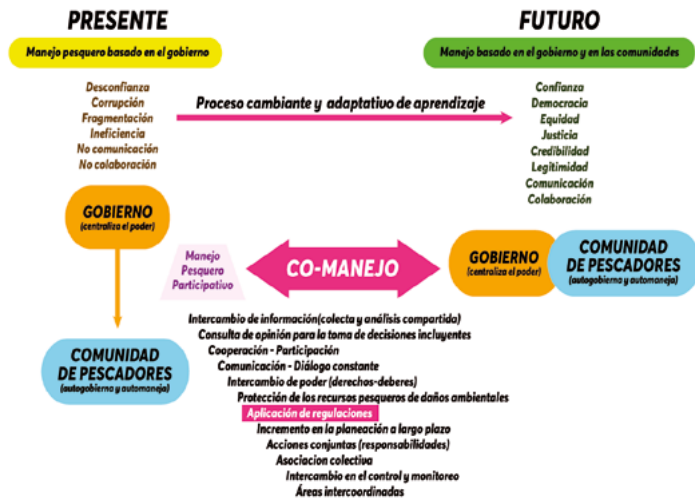 PRESENTE
Manejo pesquero basado en el gobierno
Desconfianza
Corrupción
Fragmentación
Ineficiencia
No comunicación
No colaboración
Proceso cambiante y adaptativo de aprendizaje
FUTURO
Manejo basado en el gobierno y en las comunidades
Confianza
Democracia
Equidad
Justicia
Credibilidad
Legitimidad
Comunicación
Colaboración
GOBIERNO
(centraliza el poder)
COMUNIDAD
DE PESCADORES
(autogobierna y automaneja)
Manejo
Pesquero
Participativo
CO-MANEJO
GOBIERNO
(centraliza el poder)
COMUNIDAD
DE PESCADORES
(autogobierna y automaneja)
Intercambio de información(colecta y análisis compartida)
Consulta de opinión para la toma de decisiones incluyentes
Cooperación - Participación
Comunicación - Diálogo constante
Intercambio de poder (derechos-deberes)
Protección de los recursos pesqueros de daños ambientales
Aplicación de regulaciones
Incremento en la planeación a largo plazo
Acciones conjuntas (responsabilidades)
Asociacion colectiva
Intercambio en el control y monitoreo
Áreas intercoordinadas